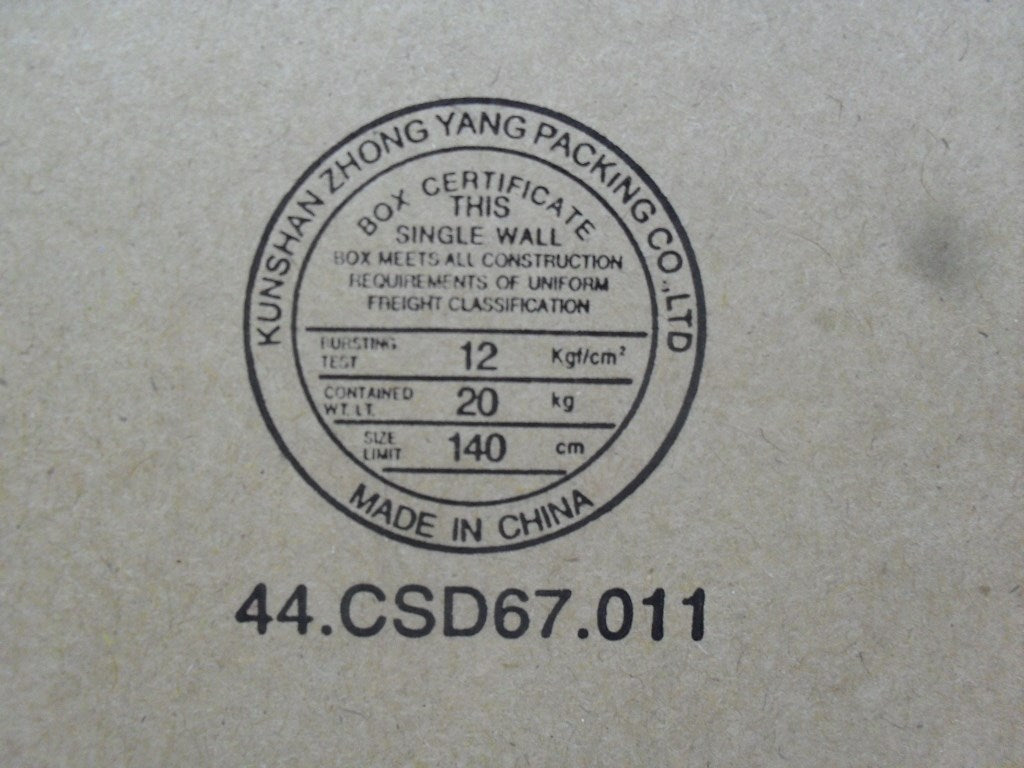 KUNSHAN ZHONG YANG PACKING CO.,LTD
BOX CERTIFICATE
THIS
SINGLE WALL
BOX MEETS ALL CONSTRUCTION
REQUIREMENTS OF UNIFORM
FREIGHT CLASSIFICATION
BURSTING
TEST 12 Kgf/cm²
CONTAINED
WT. LT. 20 kg
SIZE
LIMIT 140 cm
MADE IN CHINA
44.CSD67.011